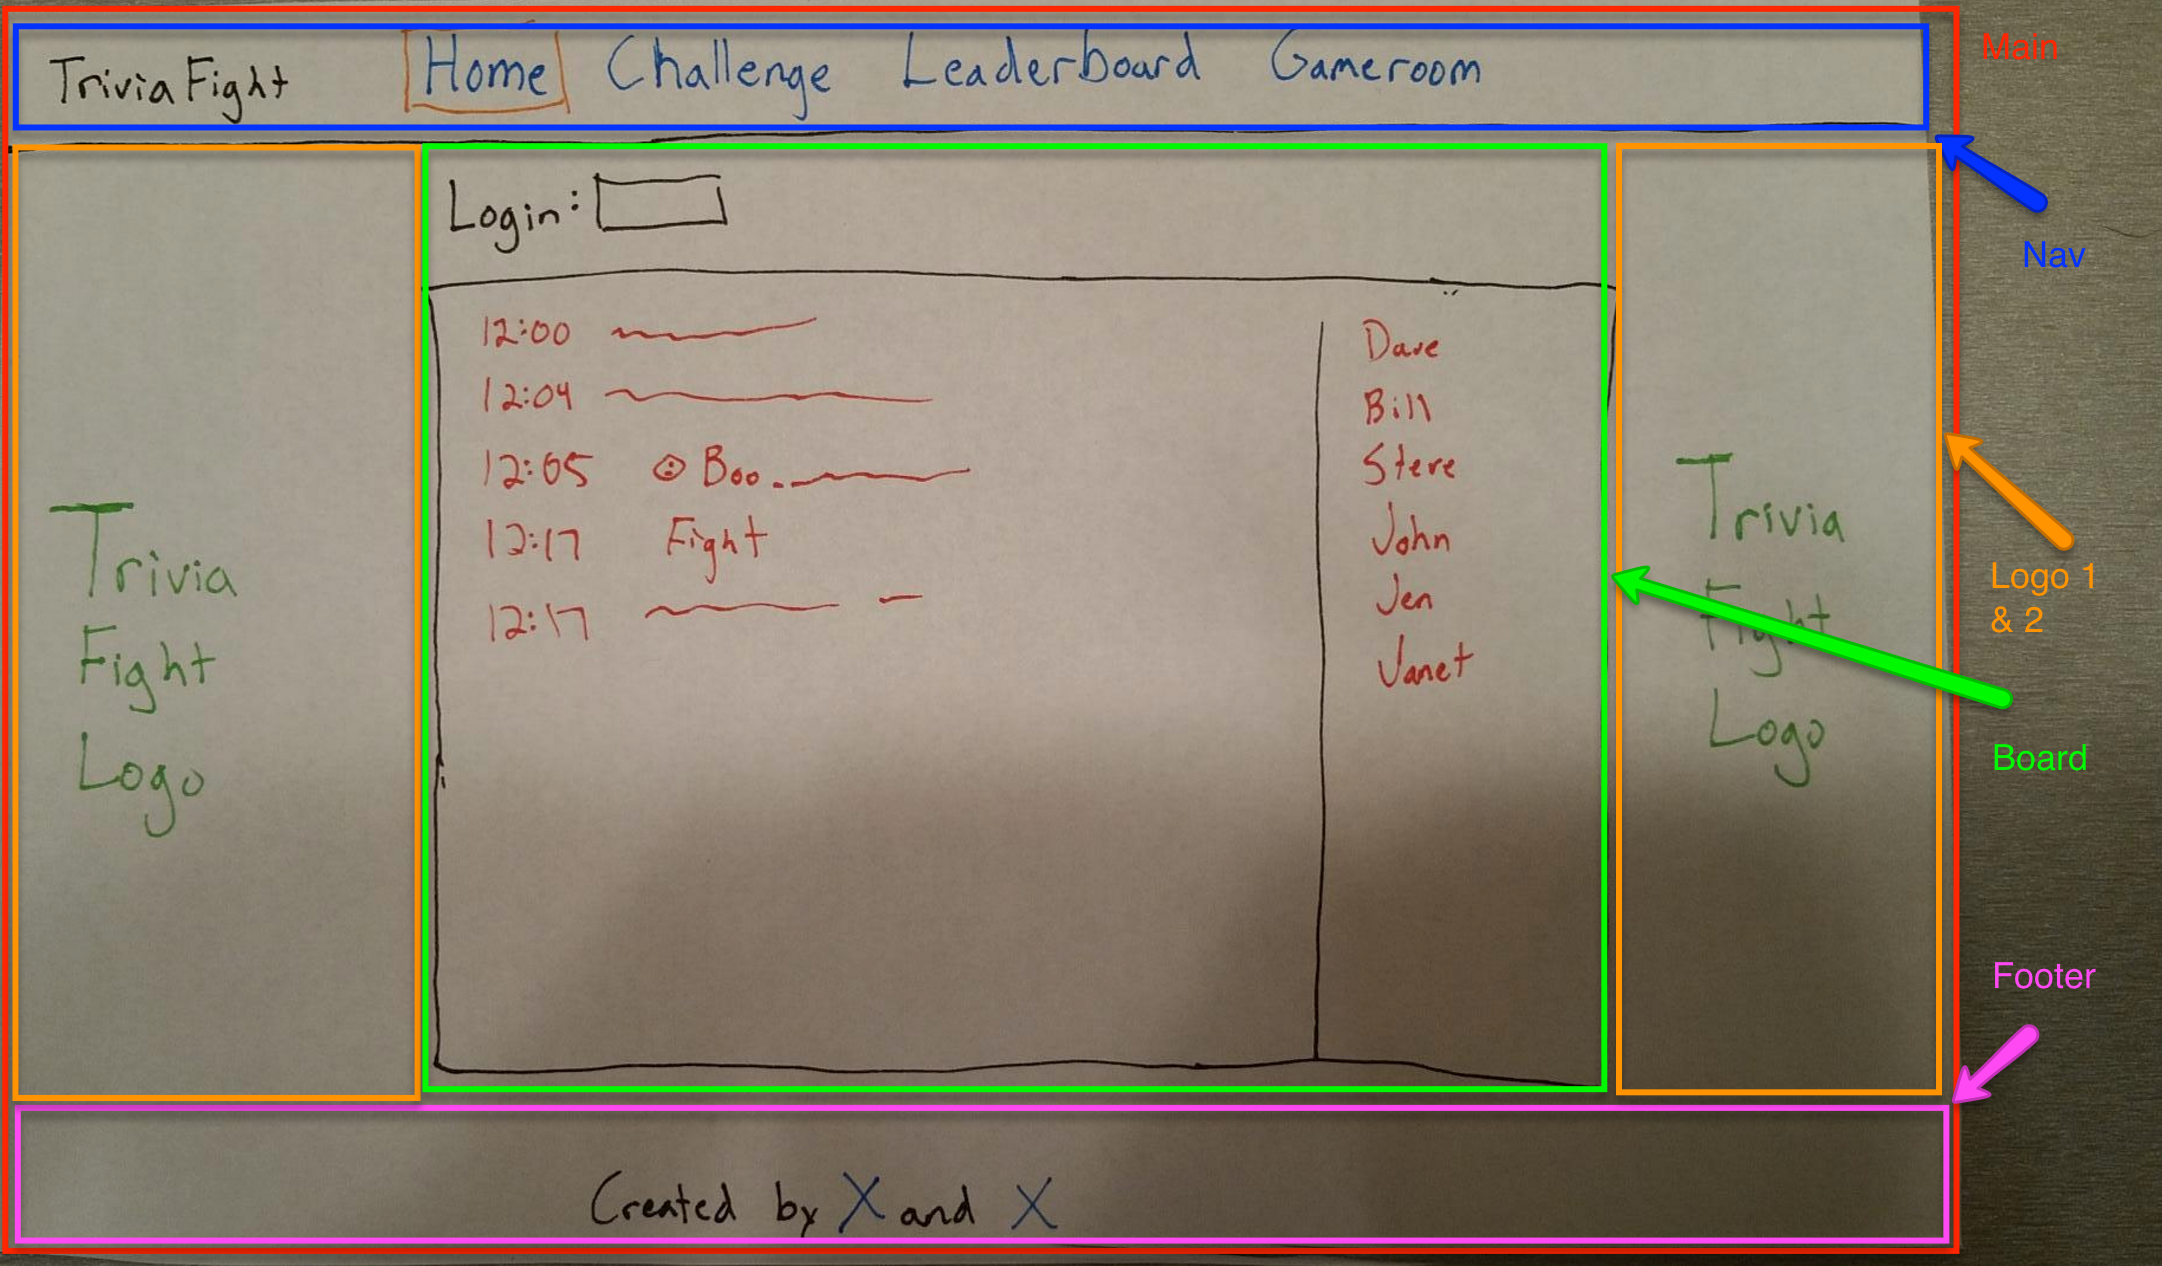 Trivia Fight Home Challenge Leaderboard Gameroom
Main
Login:
Nav
12:00
12:04
12:05 Boo..
12:17 Fight
12:17
Dave
Bill
Steve
John
Jen
Janet
Trivia
Fight
Logo
Trivia
Fight
Logo
Logo 1
& 2
Board
Footer
Created by X and X